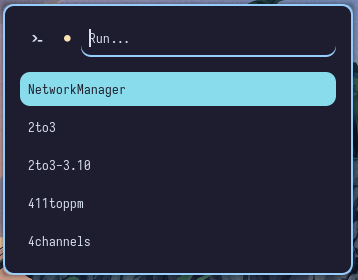 >_ Run...
NetworkManager
2to3
2to3-3.10
411toppm
4channels